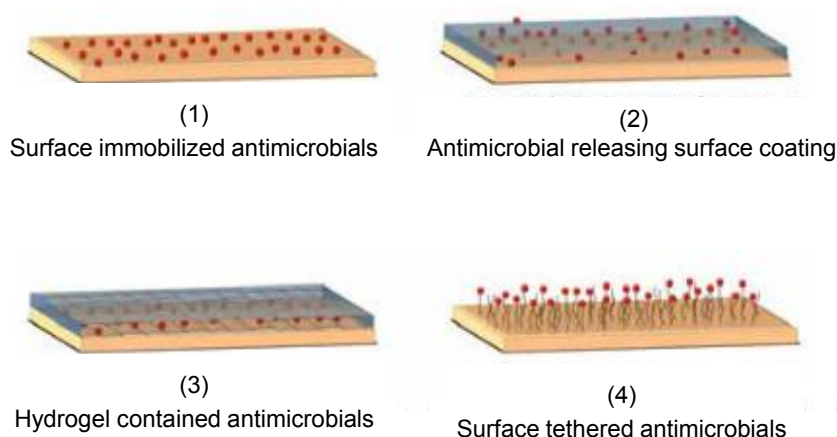 (1)
Surface immobilized antimicrobials
(2)
Antimicrobial releasing surface coating
(3)
Hydrogel contained antimicrobials
(4)
Surface tethered antimicrobials